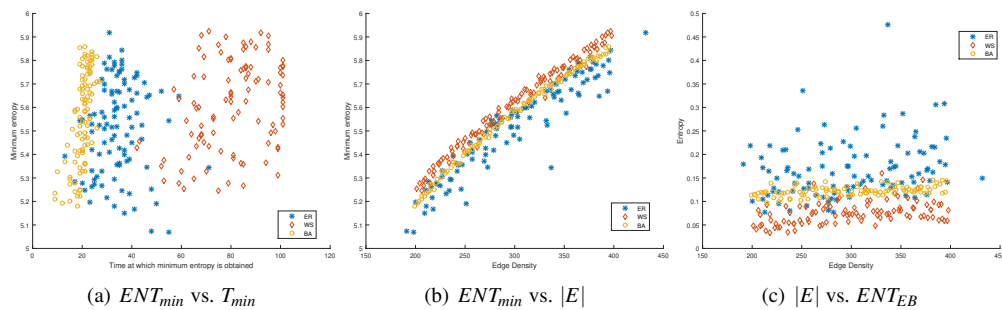 6
5.9
5.8
5.7
5.6
5.5
5.4
5.3
5.2
5.1
5
Minimum entropy
0 20 40 60 80 100 120
Time at which minimum entropy is obtained
ER
WS
BA
(a) ENTmin vs. Tmin
6
5.9
5.8
5.7
5.6
5.5
5.4
5.3
5.2
5.1
5
Minimum entropy
150 200 250 300 350 400 450
Edge Density
ER
WS
BA
(b) ENTmin vs. |E|
0.5
0.45
0.4
0.35
0.3
0.25
0.2
0.15
0.1
0.05
0
Entropy
150 200 250 300 350 400 450
Edge Density
ER
WS
BA
(c) |E| vs. ENTEB